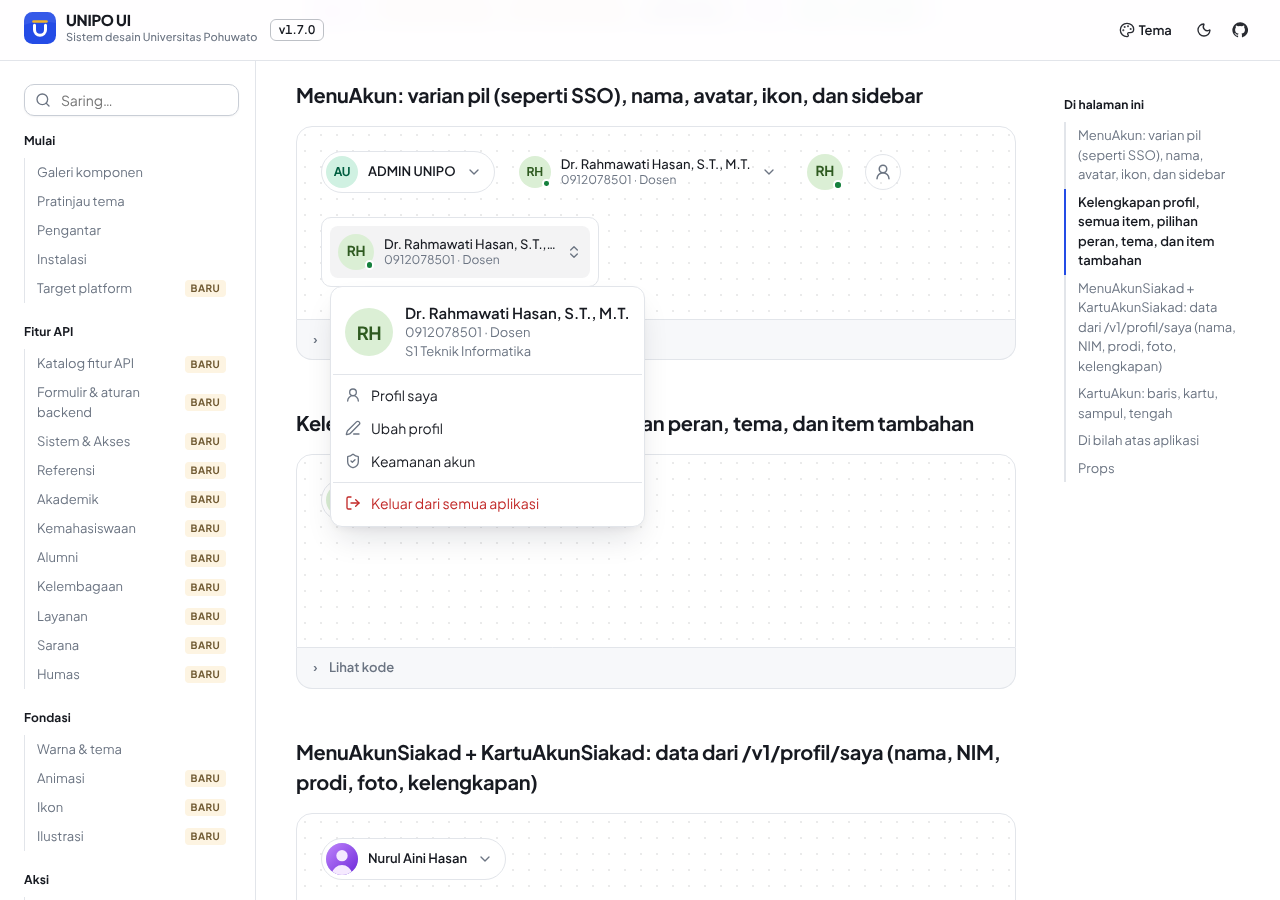 UNIPO UI
Sistem desain Universitas Pohuwato
v1.7.0
Tema
Saring...
Mulai
Galeri komponen
Pratinjau tema
Pengantar
Instalasi
Target platform BARU
Fitur API
Katalog fitur API BARU
Formulir & aturan
backend BARU
Sistem & Akses BARU
Referensi BARU
Akademik BARU
Kemahasiswaan BARU
Alumni BARU
Kelembagaan BARU
Layanan BARU
Sarana BARU
Humas BARU
Fondasi
Warna & tema
Animasi BARU
Ikon BARU
Ilustrasi BARU
Aksi
MenuAkun: varian pil (seperti SSO), nama, avatar, ikon, dan sidebar
AU ADMIN UNIPO
RH Dr. Rahmawati Hasan, S.T., M.T.
0912078501 · Dosen
RH
RH Dr. Rahmawati Hasan, S.T.,...
0912078501 · Dosen
RH Dr. Rahmawati Hasan, S.T., M.T.
0912078501 · Dosen
S1 Teknik Informatika
Profil saya
Ubah profil
Keamanan akun
Keluar dari semua aplikasi
an peran, tema, dan item tambahan
› Lihat kode
MenuAkunSiakad + KartuAkunSiakad: data dari /v1/profil/saya (nama, NIM,
prodi, foto, kelengkapan)
Nurul Aini Hasan
Di halaman ini
MenuAkun: varian pil
(seperti SSO), nama,
avatar, ikon, dan sidebar
Kelengkapan profil,
semua item, pilihan
peran, tema, dan item
tambahan
MenuAkunSiakad +
KartuAkunSiakad: data
dari /v1/profil/saya (nama,
NIM, prodi, foto,
kelengkapan)
KartuAkun: baris, kartu,
sampul, tengah
Di bilah atas aplikasi
Props